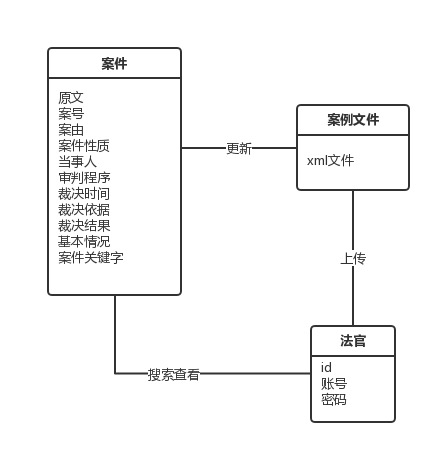 案件
原文
案号
案由
案件性质
当事人
审判程序
裁决时间
裁决依据
裁决结果
基本情况
案件关键字
更新
案例文件
xml文件
上传
搜索查看
法官
id
账号
密码